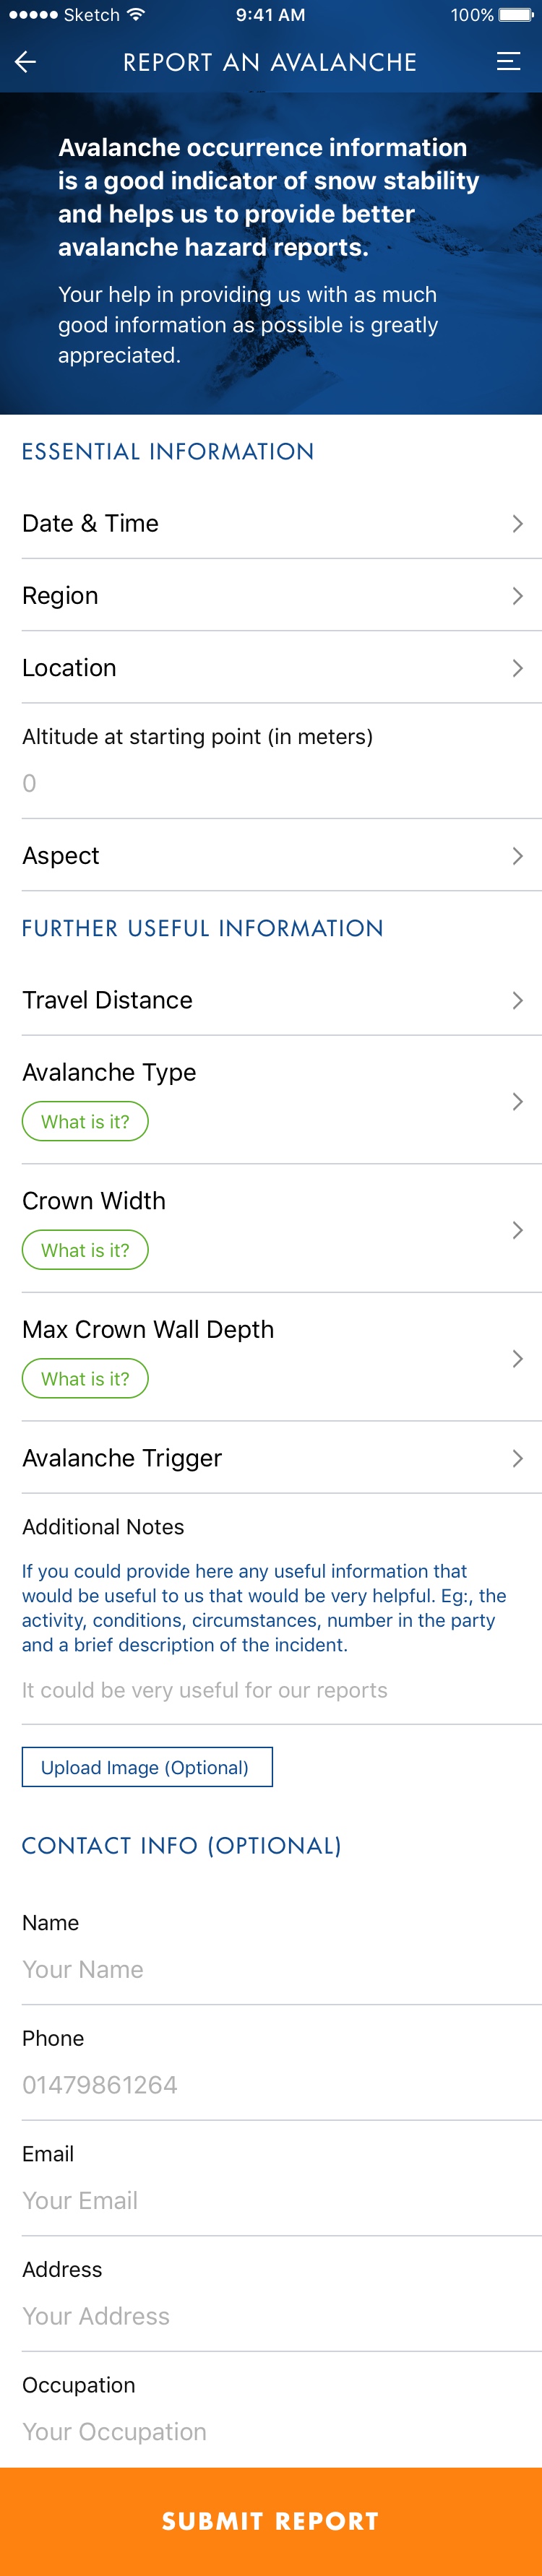 Sketch 9:41 AM 100%
REPORT AN AVALANCHE
Avalanche occurrence information
is a good indicator of snow stability
and helps us to provide better
avalanche hazard reports.
Your help in providing us with as much
good information as possible is greatly
appreciated.
ESSENTIAL INFORMATION
Date & Time
Region
Location
Altitude at starting point (in meters)
0
Aspect
FURTHER USEFUL INFORMATION
Travel Distance
Avalanche Type
What is it?
Crown Width
What is it?
Max Crown Wall Depth
What is it?
Avalanche Trigger
Additional Notes
If you could provide here any useful information that
would be useful to us that would be very helpful. Eg:, the
activity, conditions, circumstances, number in the party
and a brief description of the incident.
It could be very useful for our reports
Upload Image (Optional)
CONTACT INFO (OPTIONAL)
Name
Your Name
Phone
01479861264
Email
Your Email
Address
Your Address
Occupation
Your Occupation
SUBMIT REPORT